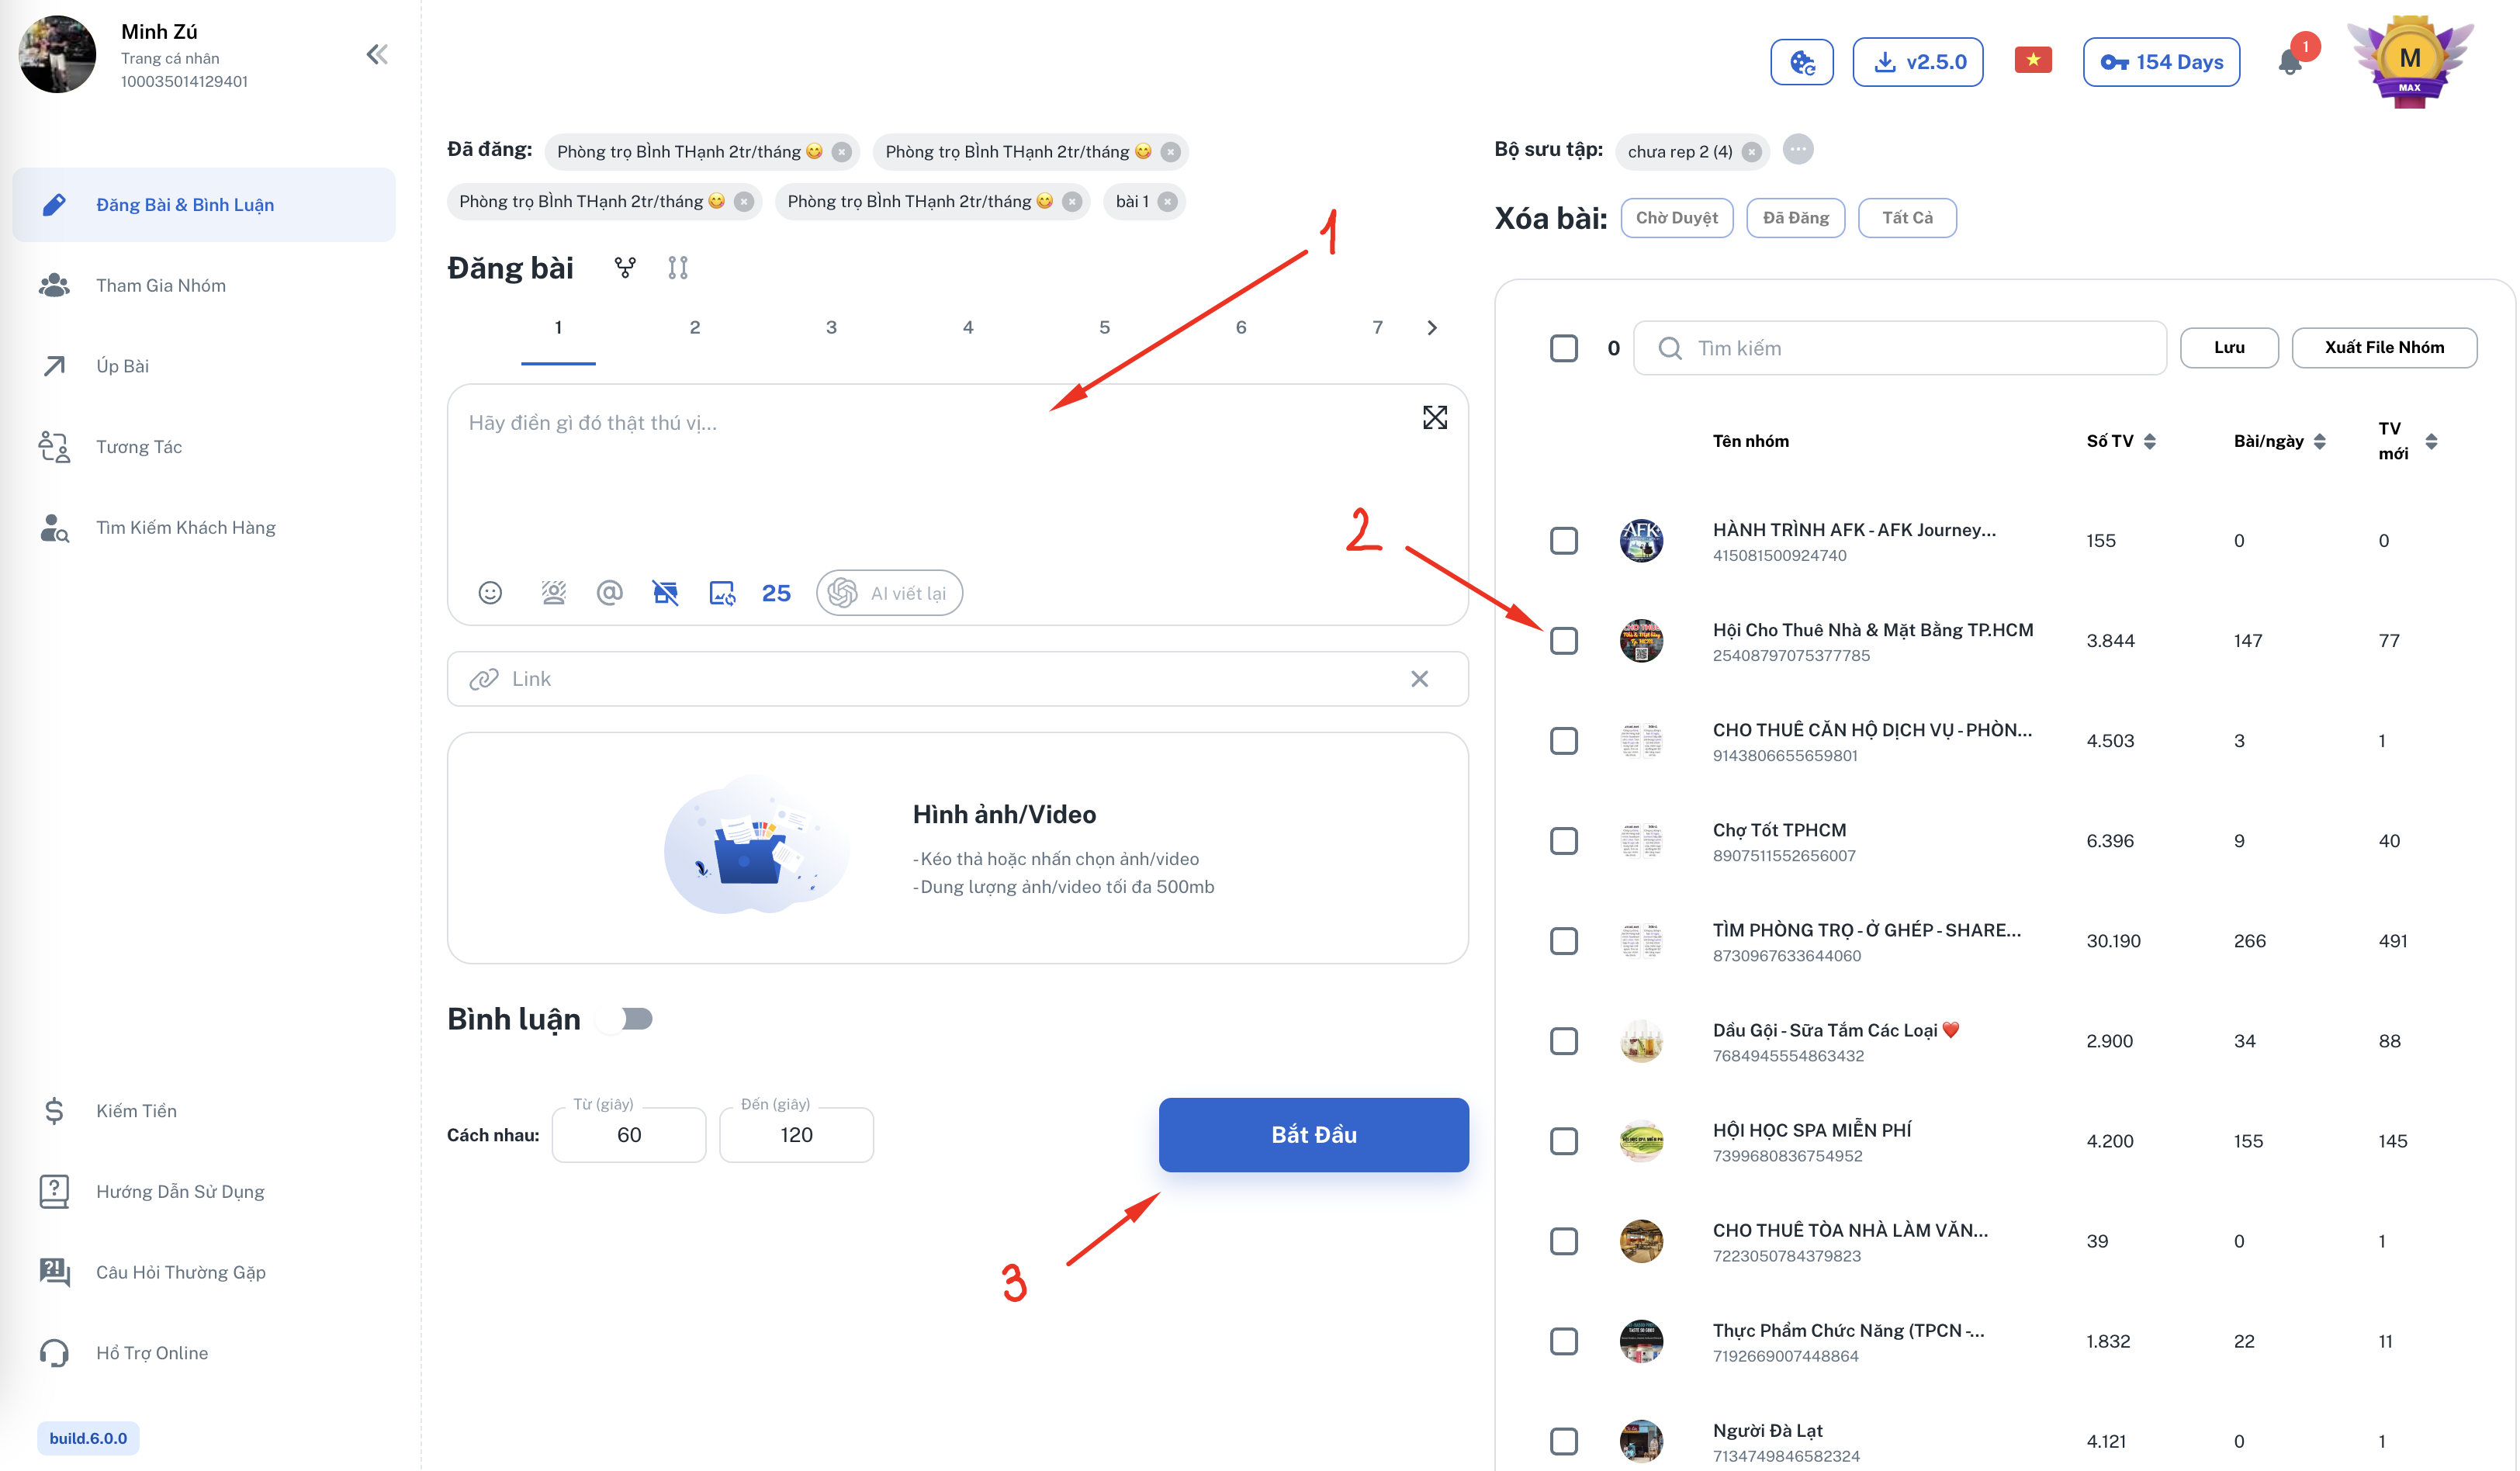 Minh Zú
Trang cá nhân
100035014129401
Đăng Bài & Bình Luận
Tham Gia Nhóm
Úp Bài
Tương Tác
Tìm Kiếm Khách Hàng
Kiếm Tiền
Hướng Dẫn Sử Dụng
Câu Hỏi Thường Gặp
Hỗ Trợ Online
build.6.0.0
v2.5.0
154 Days
1
M
MAX
Đã đăng:
Phòng trọ BÌnh THạnh 2tr/tháng 😋
Phòng trọ BÌnh THạnh 2tr/tháng 😋
Phòng trọ BÌnh THạnh 2tr/tháng 😋
Phòng trọ BÌnh THạnh 2tr/tháng 😋
bài 1
Đăng bài
1
1 2 3 4 5 6 7
Hãy điền gì đó thật thú vị...
25
AI viết lại
Link
Hình ảnh/Video
- Kéo thả hoặc nhấn chọn ảnh/video
- Dung lượng ảnh/video tối đa 500mb
Bình luận
Cách nhau:
Từ (giây)
60
Đến (giây)
120
Bắt Đầu
3
2
Bộ sưu tập:
chưa rep 2 (4)
Xóa bài:
Chờ Duyệt
Đã Đăng
Tất Cả
0
Tìm kiếm
Lưu
Xuất File Nhóm
Tên nhóm Số TV Bài/ngày TV mới
HÀNH TRÌNH AFK - AFK Journey... 155 0 0
415081500924740
Hội Cho Thuê Nhà & Mặt Bằng TP.HCM 3.844 147 77
25408797075377785
CHO THUÊ CĂN HỘ DỊCH VỤ - PHÒN... 4.503 3 1
9143806655659801
Chợ Tốt TPHCM 6.396 9 40
8907511552656007
TÌM PHÒNG TRỌ - Ở GHÉP - SHARE... 30.190 266 491
8730967633644060
Dầu Gội - Sữa Tắm Các Loại ❤️ 2.900 34 88
7684945554863432
HỘI HỌC SPA MIỄN PHÍ 4.200 155 145
7399680836754952
CHO THUÊ TÒA NHÀ LÀM VĂN... 39 0 1
7223050784379823
Thực Phẩm Chức Năng (TPCN -... 1.832 22 11
7192669007448864
Người Đà Lạt 4.121 0 1
7134749846582324